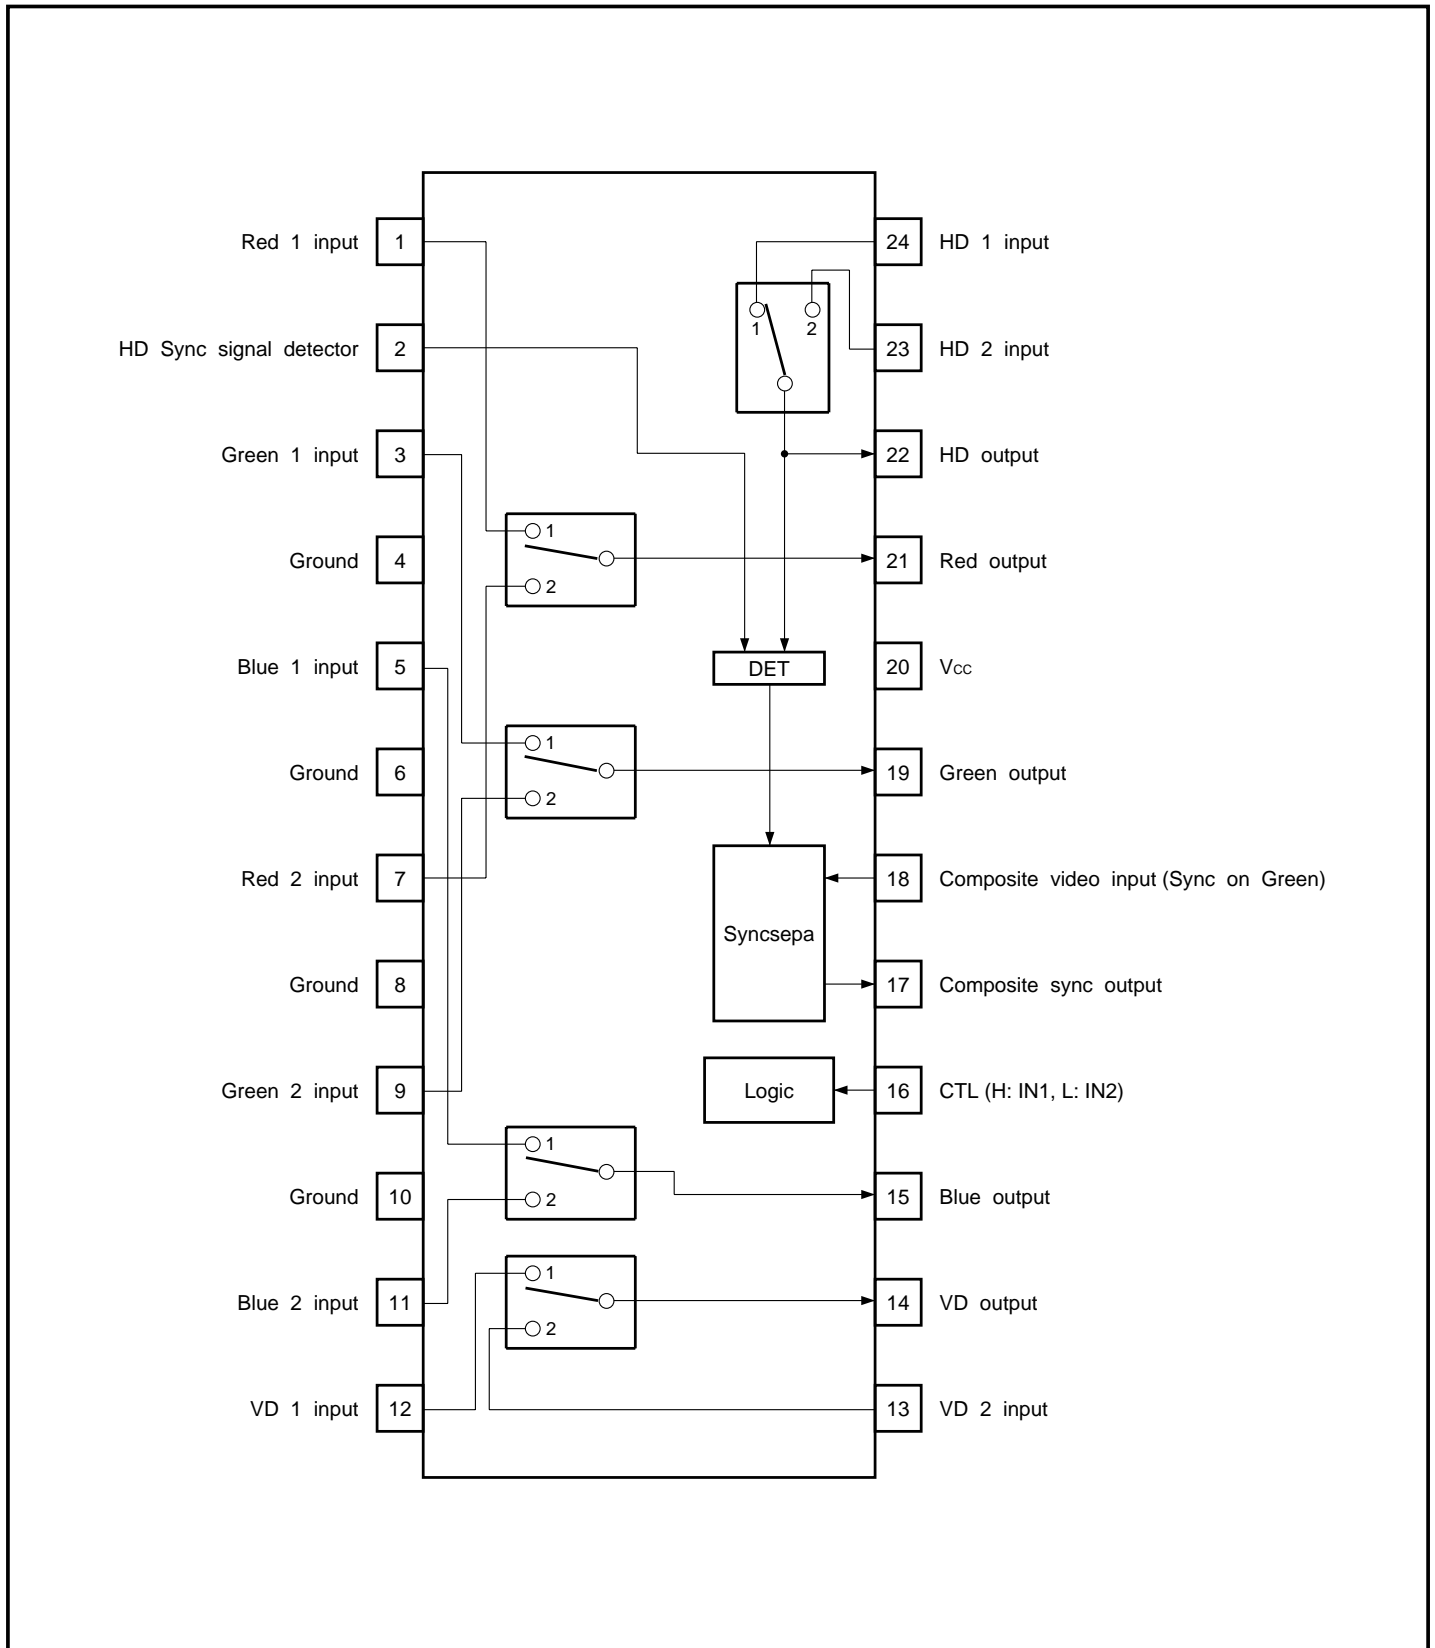 Red 1 input 1
HD Sync signal detector 2
Green 1 input 3
Ground 4
Blue 1 input 5
Ground 6
Red 2 input 7
Ground 8
Green 2 input 9
Ground 10
Blue 2 input 11
VD 1 input 12
1
2
1
2
1
2
1
2
1 2
DET
Syncsepa
Logic
24 HD 1 input
23 HD 2 input
22 HD output
21 Red output
20 VCC
19 Green output
18 Composite video input (Sync on Green)
17 Composite sync output
16 CTL (H: IN1, L: IN2)
15 Blue output
14 VD output
13 VD 2 input